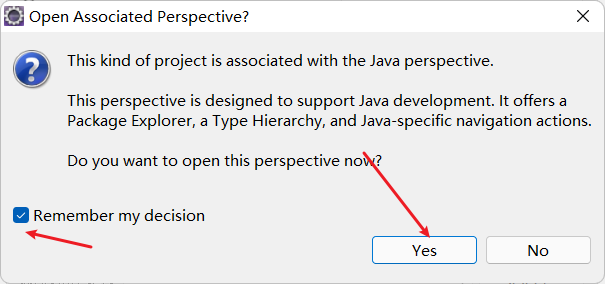 Open Associated Perspective?
This kind of project is associated with the Java perspective.
This perspective is designed to support Java development. It offers a
Package Explorer, a Type Hierarchy, and Java-specific navigation actions.
Do you want to open this perspective now?
Remember my decision
Yes
No